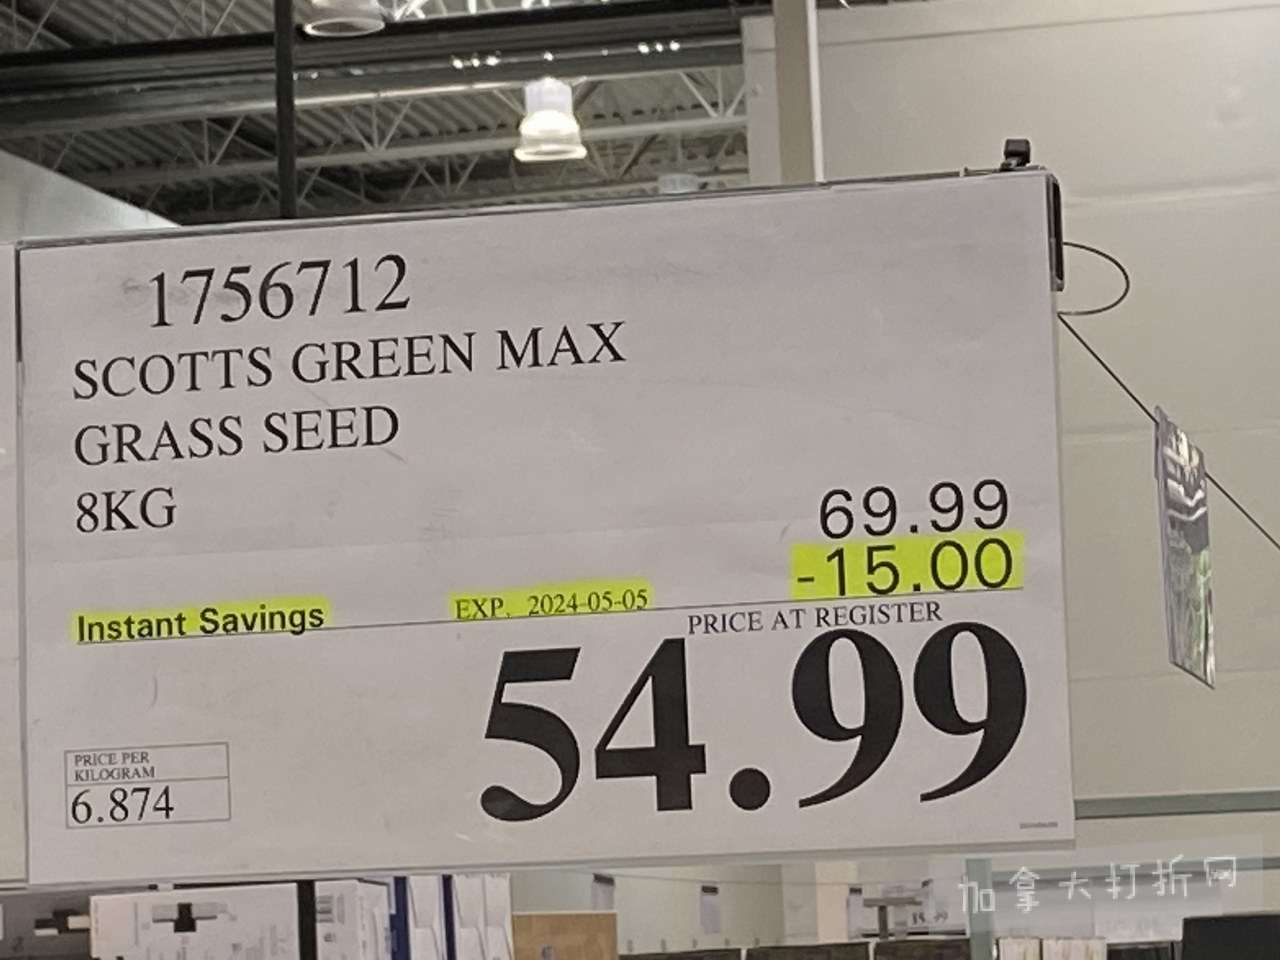 1756712
SCOTTS GREEN MAX
GRASS SEED
8KG
69.99
-15.00
Instant Savings EXP. 2024-05-05
PRICE AT REGISTER
54.99
PRICE PER
KILOGRAM
6.874
加拿大打折网